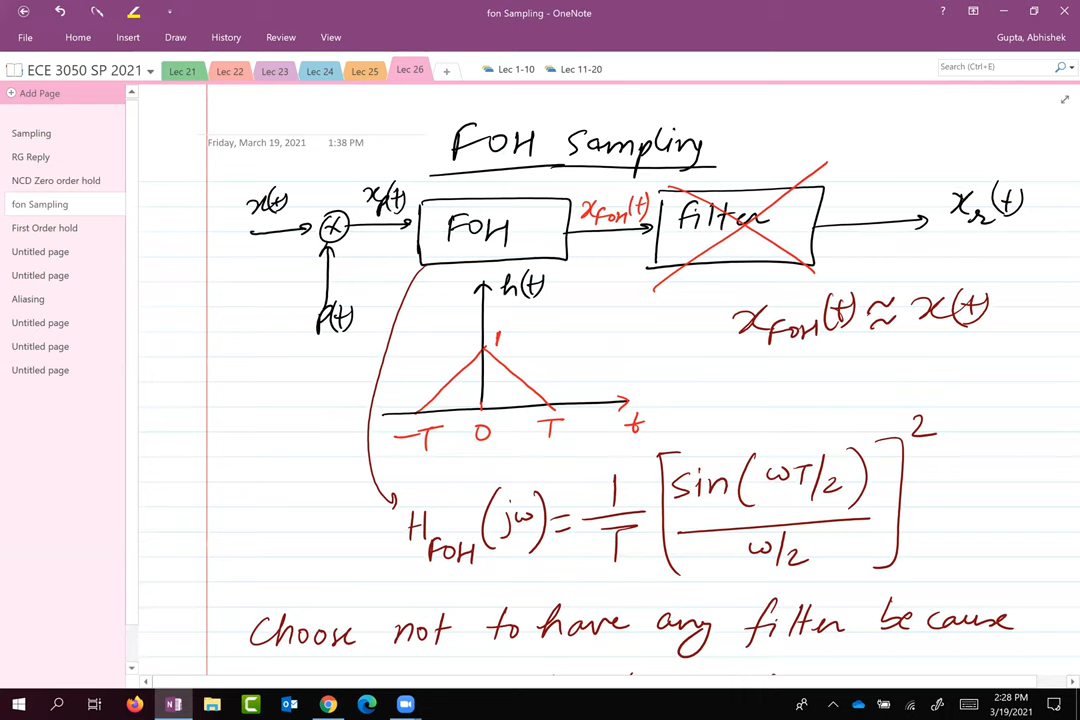 fon Sampling - OneNote
?
Gupta, Abhishek
File Home Insert Draw History Review View
ECE 3050 SP 2021 Lec 21 Lec 22 Lec 23 Lec 24 Lec 25 Lec 26 + Lec 1-10 Lec 11-20 Search (Ctrl+E)
Add Page
Sampling
RG Reply
NCD Zero order hold
fon Sampling
First Order hold
Untitled page
Untitled page
Aliasing
Untitled page
Untitled page
Untitled page
Friday, March 19, 2021 1:38 PM
FOH Sampling
x(t) xₚ(t) FOH x_FOH(t) filter xᵣ(t)
p(t)
h(t)
x_FOH(t) ≈ x(t)
1
-T 0 T t
H_FOH(jω) = 1/T [sin(ωT/2) / ω/2]²
Choose not to have any filter because
2:28 PM
3/19/2021